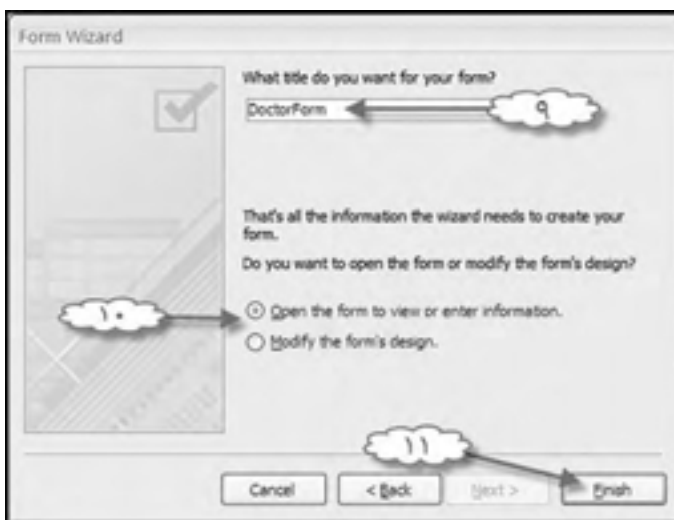 Form Wizard
What title do you want for your form?
DoctorForm
٩
That's all the information the wizard needs to create your
form.
Do you want to open the form or modify the form's design?
١٠
Open the form to view or enter information.
Modify the form's design.
١١
Cancel
< Back
Next >
Finish